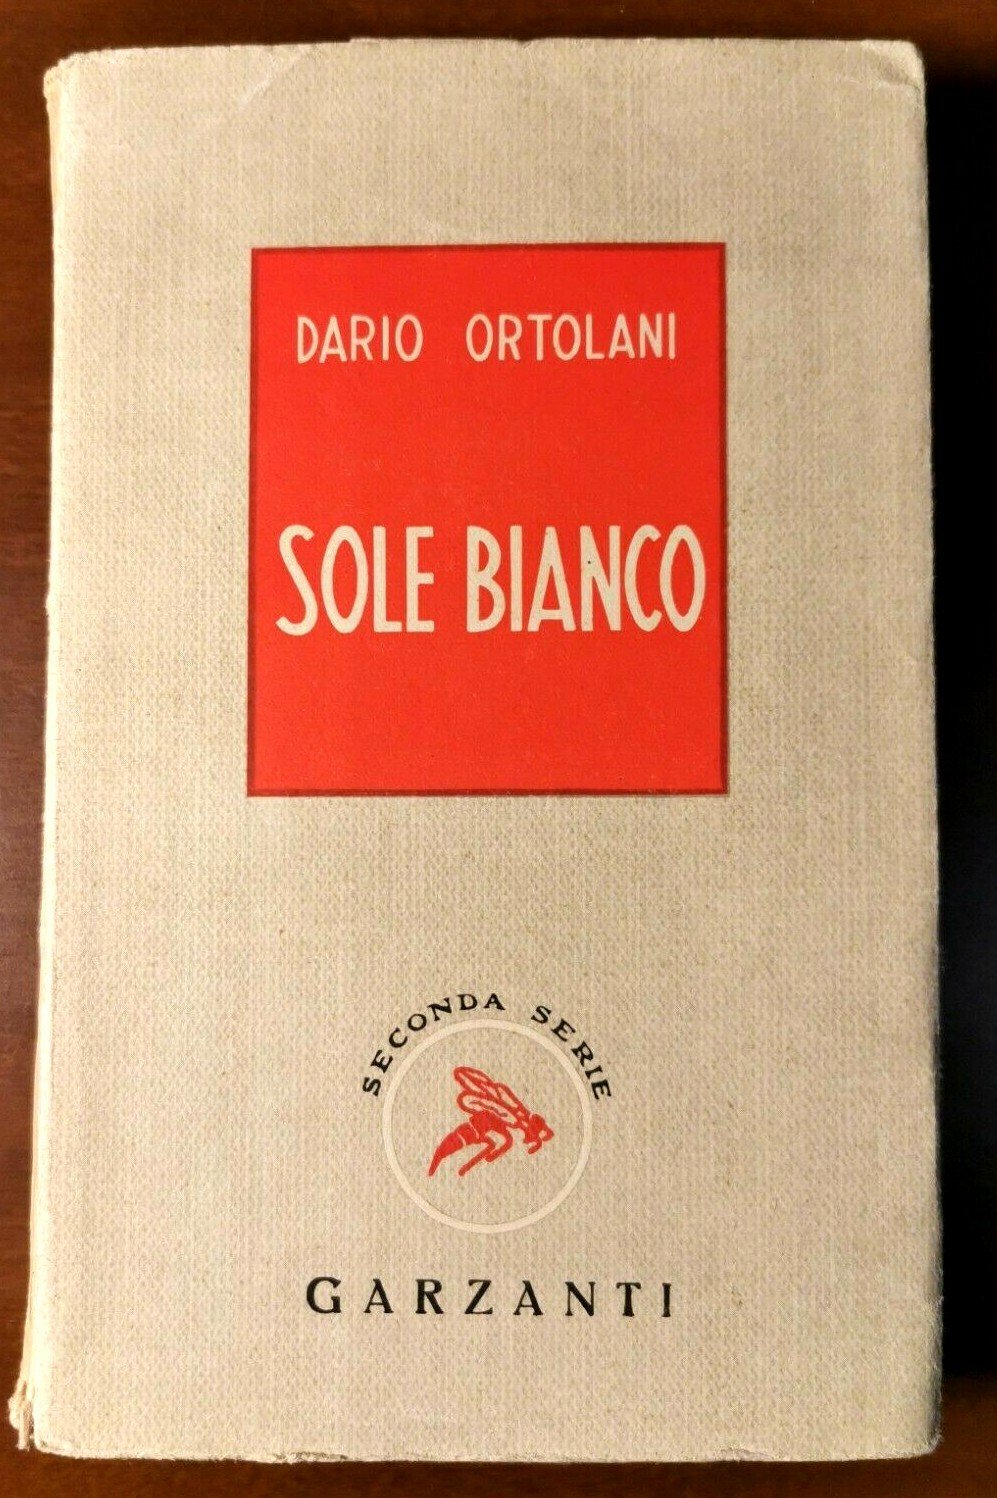 DARIO ORTOLANI
SOLE BIANCO
SECONDA SERIE
GARZANTI